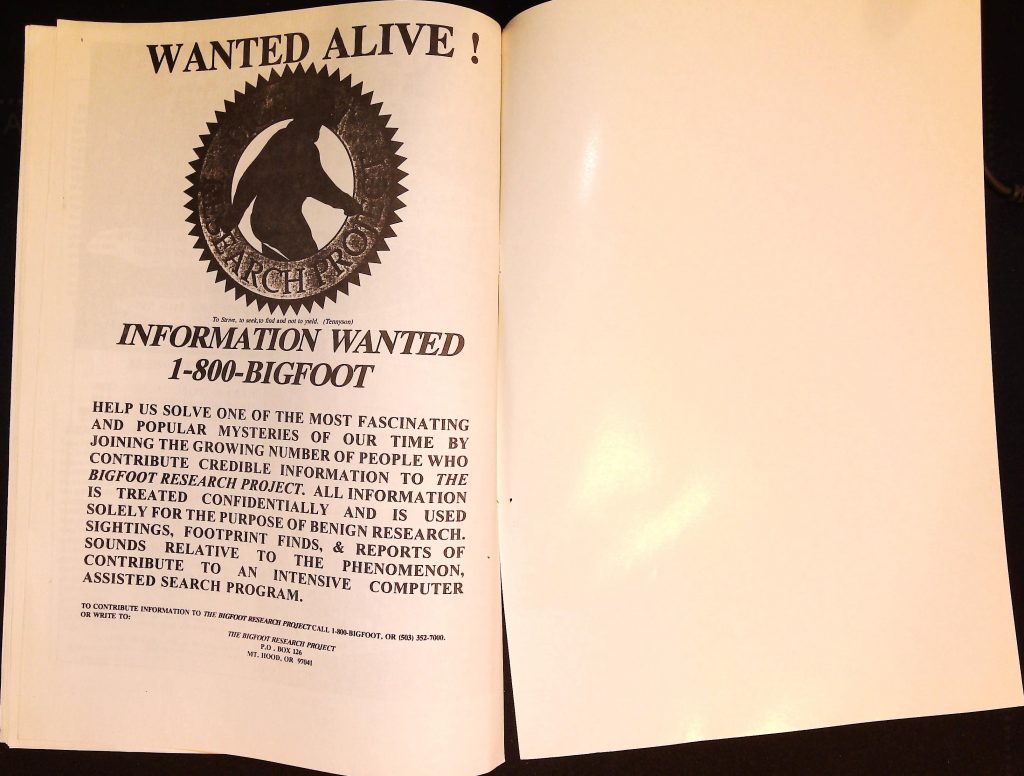 WANTED ALIVE !
RESEARCH PROJECT
To Strive, to seek,to find and not to yield. (Tennyson)
INFORMATION WANTED
1-800-BIGFOOT
HELP US SOLVE ONE OF THE MOST FASCINATING
AND POPULAR MYSTERIES OF OUR TIME BY
JOINING THE GROWING NUMBER OF PEOPLE WHO
CONTRIBUTE CREDIBLE INFORMATION TO THE
BIGFOOT RESEARCH PROJECT. ALL INFORMATION
IS TREATED CONFIDENTIALLY AND IS USED
SOLELY FOR THE PURPOSE OF BENIGN RESEARCH.
SIGHTINGS, FOOTPRINT FINDS, & REPORTS OF
SOUNDS RELATIVE TO THE PHENOMENON,
CONTRIBUTE TO AN INTENSIVE COMPUTER
ASSISTED SEARCH PROGRAM.
TO CONTRIBUTE INFORMATION TO THE BIGFOOT RESEARCH PROJECT CALL 1-800-BIGFOOT, OR (503) 352-7000.
OR WRITE TO:
THE BIGFOOT RESEARCH PROJECT
P.O . BOX 126
MT. HOOD, OR 97041